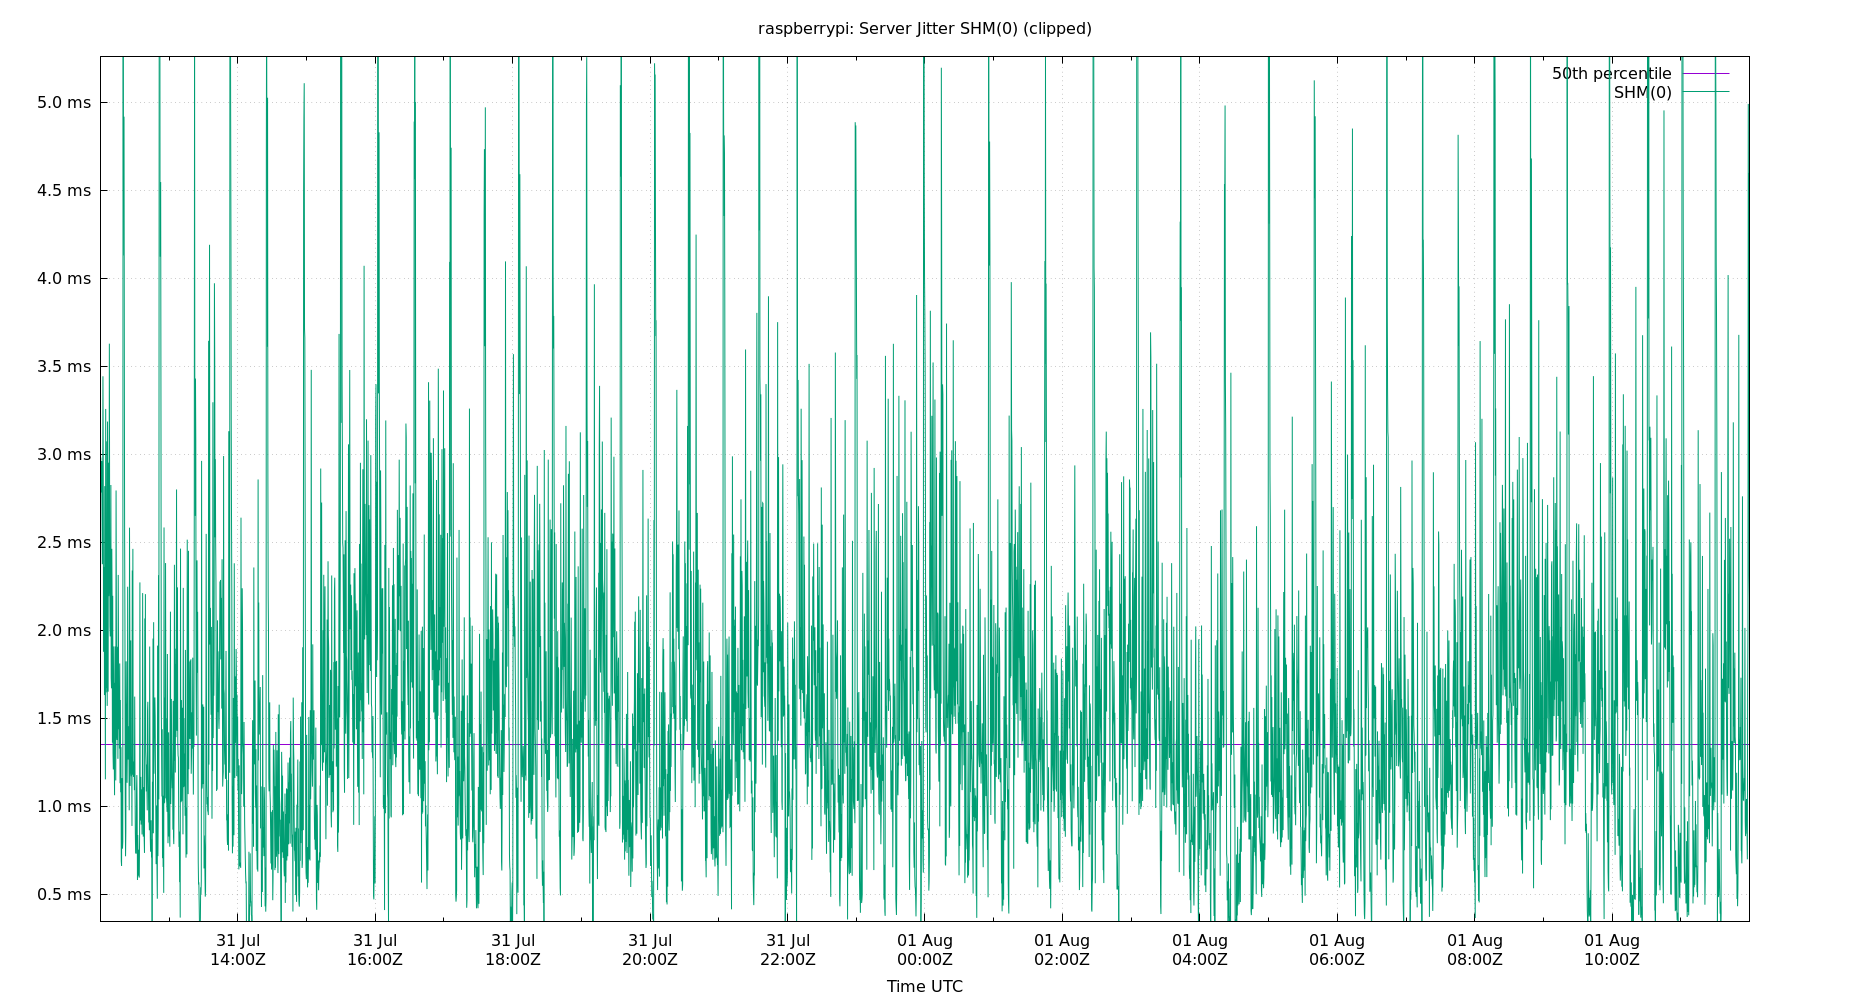 raspberrypi: Server Jitter SHM(0) (clipped)
50th percentile
SHM(0)
5.0 ms
4.5 ms
4.0 ms
3.5 ms
3.0 ms
2.5 ms
2.0 ms
1.5 ms
1.0 ms
0.5 ms
31 Jul 31 Jul 31 Jul 31 Jul 31 Jul 01 Aug 01 Aug 01 Aug 01 Aug 01 Aug 01 Aug
14:00Z 16:00Z 18:00Z 20:00Z 22:00Z 00:00Z 02:00Z 04:00Z 06:00Z 08:00Z 10:00Z
Time UTC